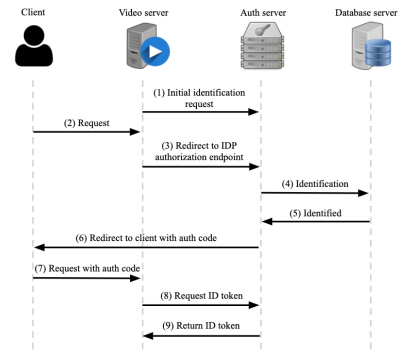 Client
Video server
Auth server
Database server
(1) Initial identification
request
(2) Request
(3) Redirect to IDP
authorization endpoint
(4) Identification
(5) Identified
(6) Redirect to client with auth code
(7) Request with auth code
(8) Request ID token
(9) Return ID token